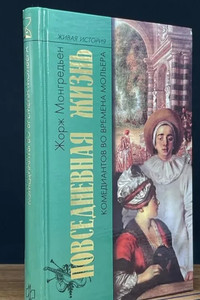 ЖИВАЯ ИСТОРИЯ
Жорж Монгредьен
ПОВСЕДНЕВНАЯ ЖИЗНЬ
КОМЕДИАНТОВ ВО ВРЕМЕНА МОЛЬЕРА